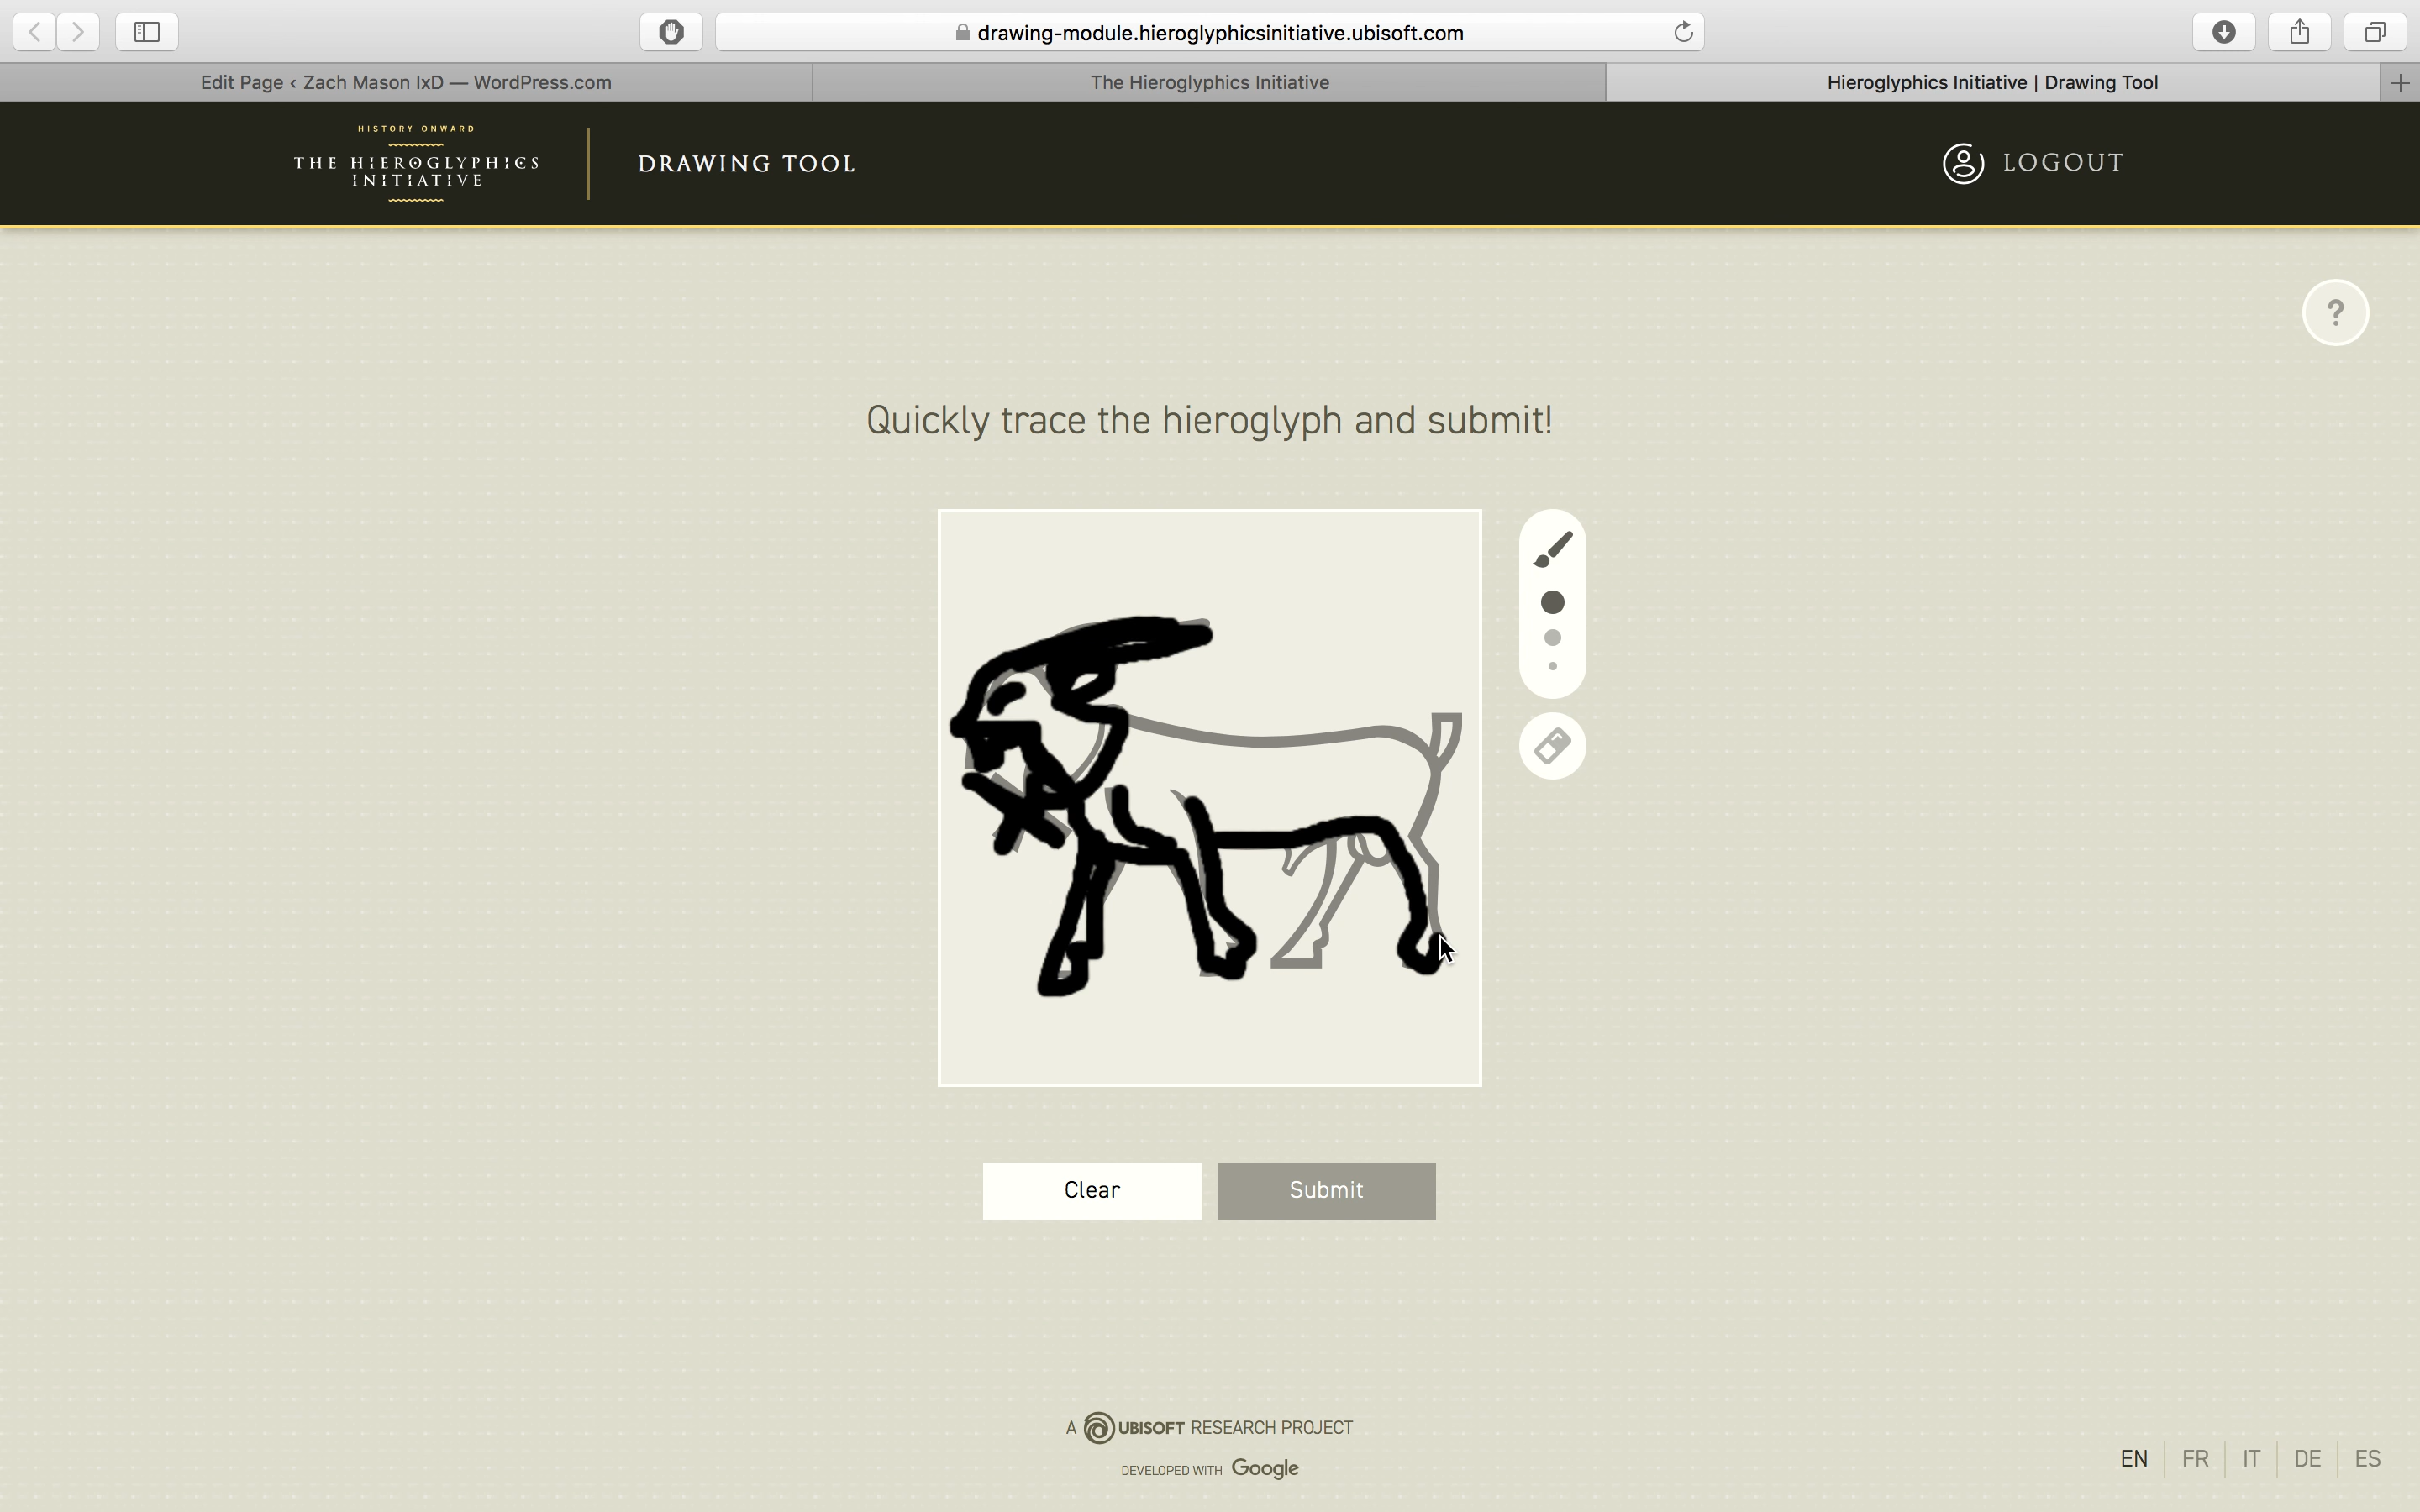 drawing-module.hieroglyphicsinitiative.ubisoft.com
Edit Page ‹ Zach Mason IxD — WordPress.com
The Hieroglyphics Initiative
Hieroglyphics Initiative | Drawing Tool
HISTORY ONWARD
THE HIEROGLYPHICS
INITIATIVE
DRAWING TOOL
LOGOUT
?
Quickly trace the hieroglyph and submit!
Clear
Submit
A UBISOFT RESEARCH PROJECT
DEVELOPED WITH Google
EN FR IT DE ES